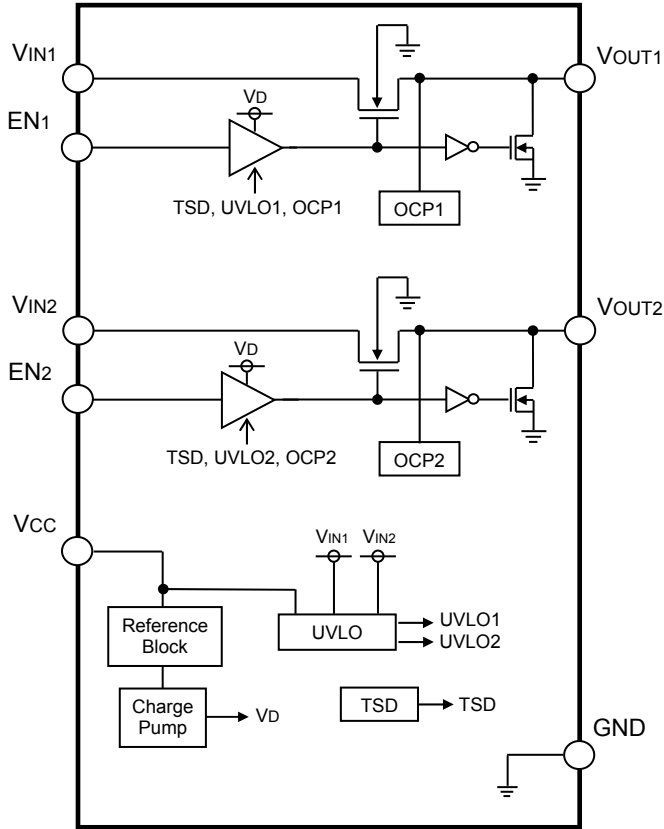 VIN1
VOUT1
VD
EN1
TSD, UVLO1, OCP1
OCP1
VIN2
VOUT2
VD
EN2
TSD, UVLO2, OCP2
OCP2
VCC
VIN1
VIN2
Reference
Block
UVLO
UVLO1
UVLO2
Charge
Pump
VD
TSD
TSD
GND